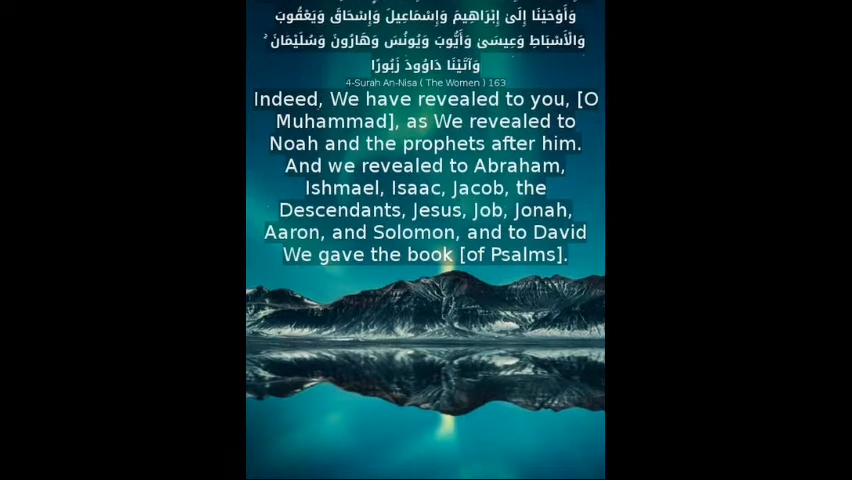 وَأَوْحَيْنَا إِلَىٰ إِبْرَاهِيمَ وَإِسْمَاعِيلَ وَإِسْحَاقَ وَيَعْقُوبَ
وَالْأَسْبَاطِ وَعِيسَىٰ وَأَيُّوبَ وَيُونُسَ وَهَارُونَ وَسُلَيْمَانَ ۚ
وَآتَيْنَا دَاوُودَ زَبُورًا
4-Surah An-Nisa ( The Women ) 163
Indeed, We have revealed to you, [O
Muhammad], as We revealed to
Noah and the prophets after him.
And we revealed to Abraham,
Ishmael, Isaac, Jacob, the
Descendants, Jesus, Job, Jonah,
Aaron, and Solomon, and to David
We gave the book [of Psalms].